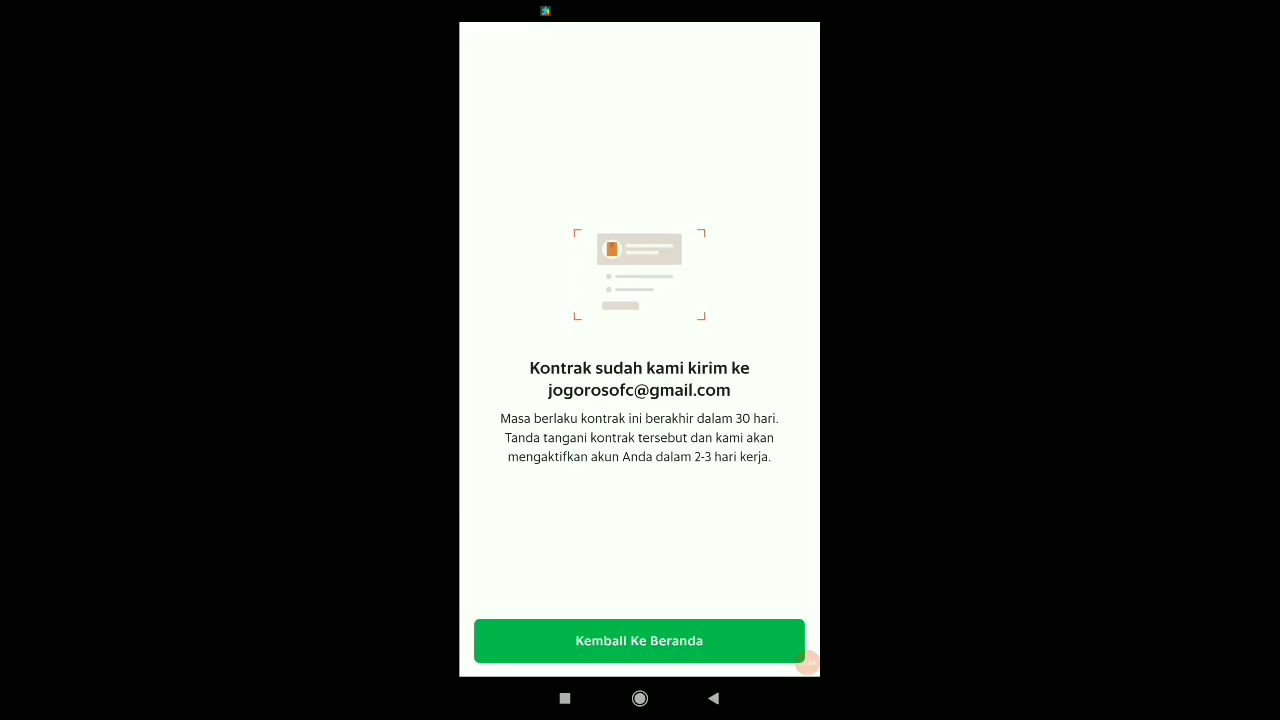 Kontrak sudah kami kirim ke
jogorosofc@gmail.com
Masa berlaku kontrak ini berakhir dalam 30 hari.
Tanda tangani kontrak tersebut dan kami akan
mengaktifkan akun Anda dalam 2-3 hari kerja.
Kembali Ke Beranda